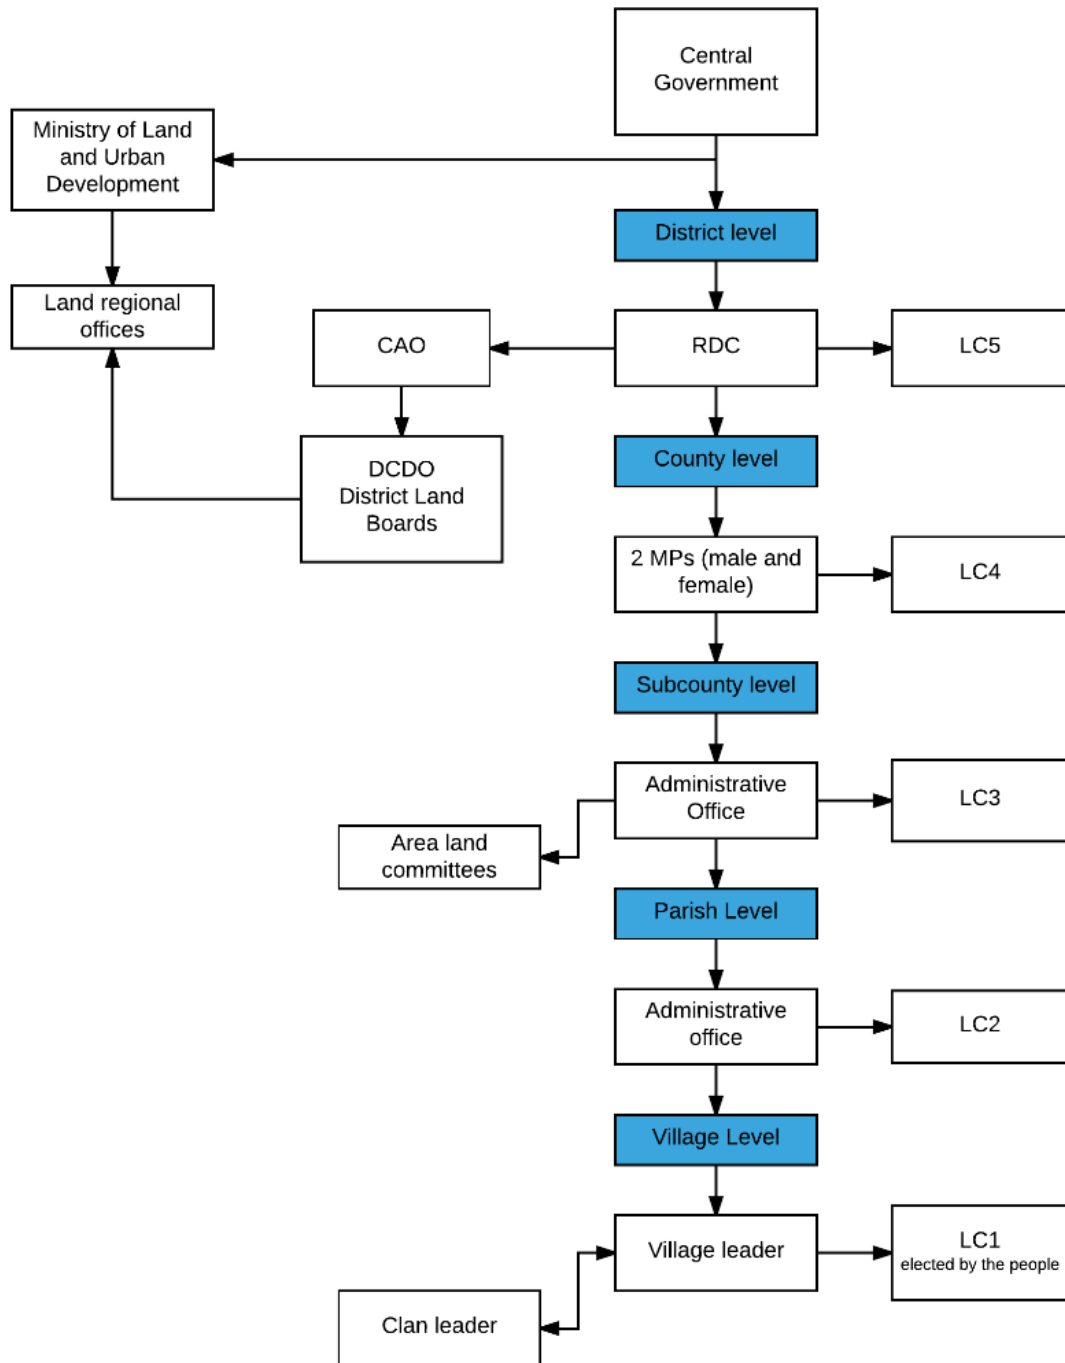 Central
Government
Ministry of Land
and Urban
Development
District level
Land regional
offices
CAO
RDC
LC5
DCDO
District Land
Boards
County level
2 MPs (male and
female)
LC4
Subcounty level
Administrative
Office
LC3
Area land
committees
Parish Level
Administrative
office
LC2
Village Level
Village leader
LC1
elected by the people
Clan leader